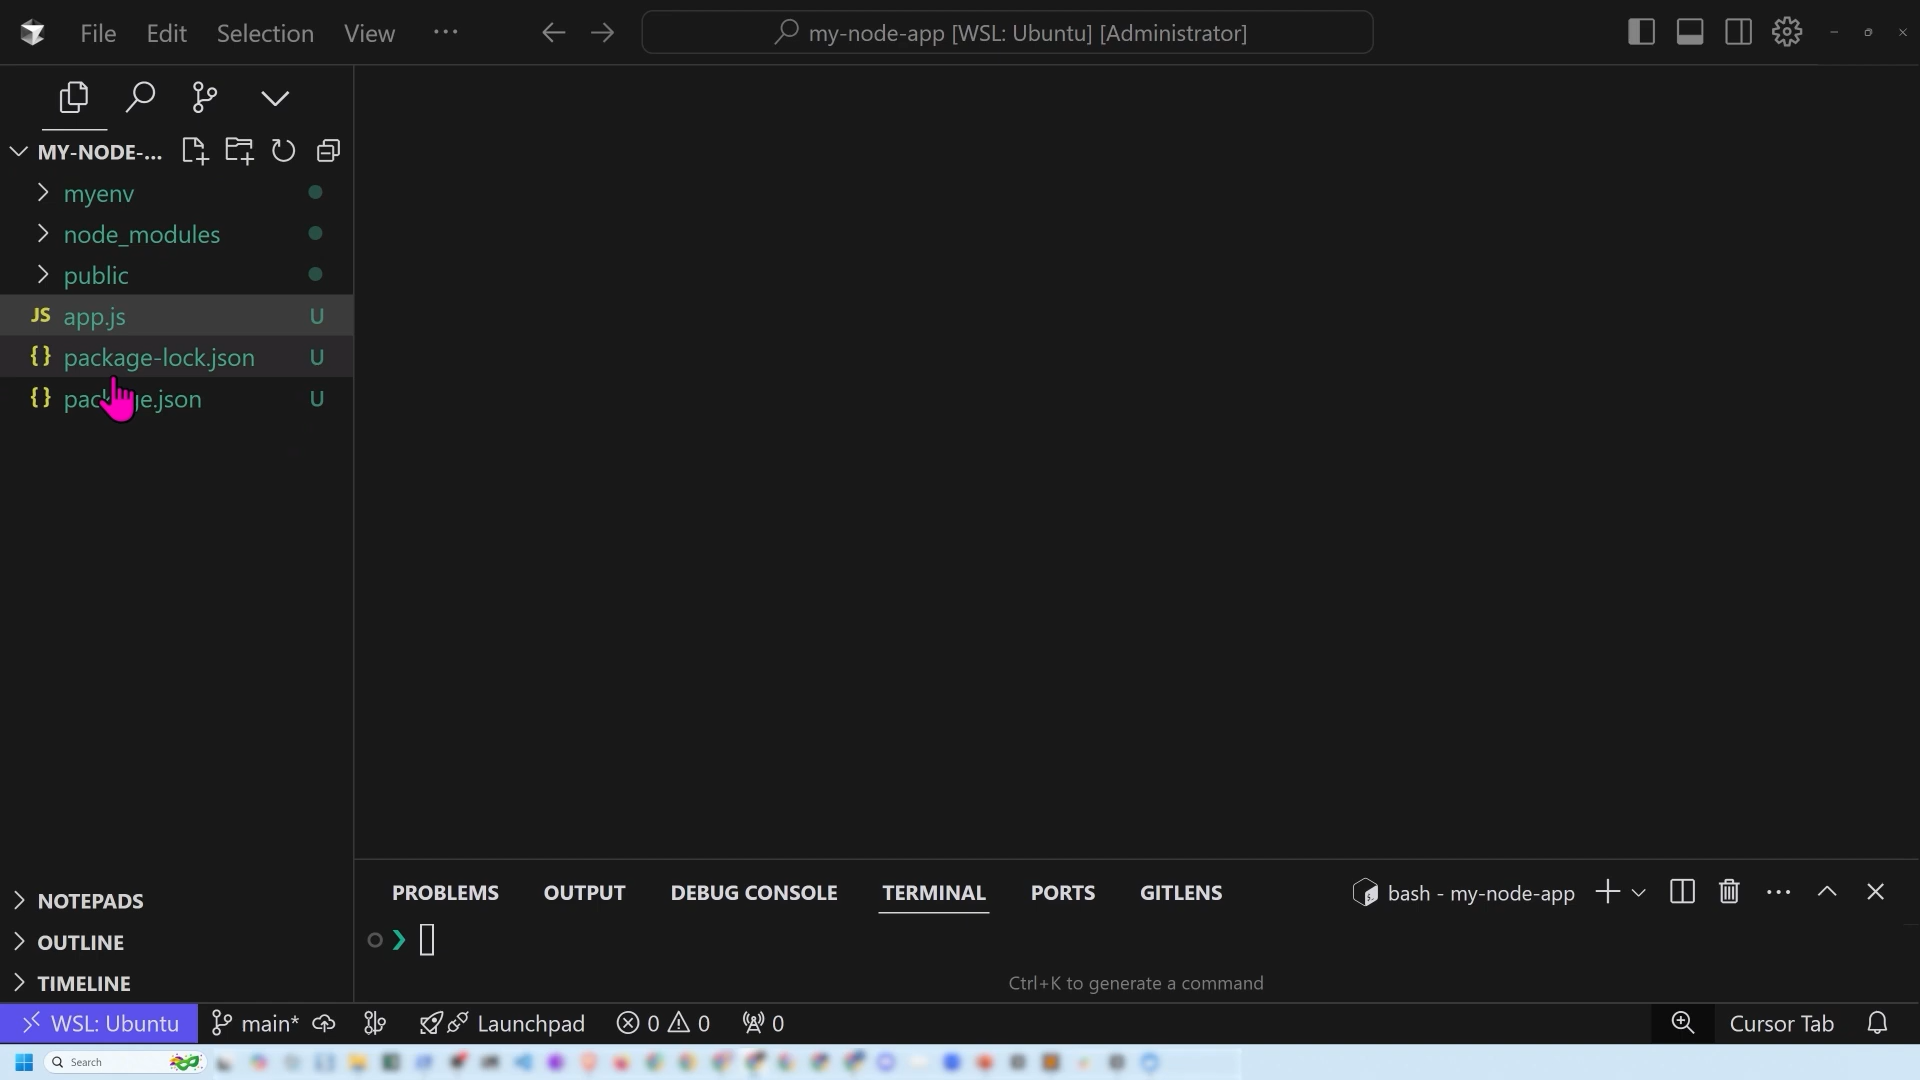 File Edit Selection View ··· my-node-app [WSL: Ubuntu] [Administrator]
MY-NODE-...
myenv
node_modules
public
JS app.js U
{} package-lock.json U
{} package.json U
NOTEPADS
OUTLINE
TIMELINE
PROBLEMS OUTPUT DEBUG CONSOLE TERMINAL PORTS GITLENS bash - my-node-app
Ctrl+K to generate a command
WSL: Ubuntu main* Launchpad 0 0 0 Cursor Tab
Search